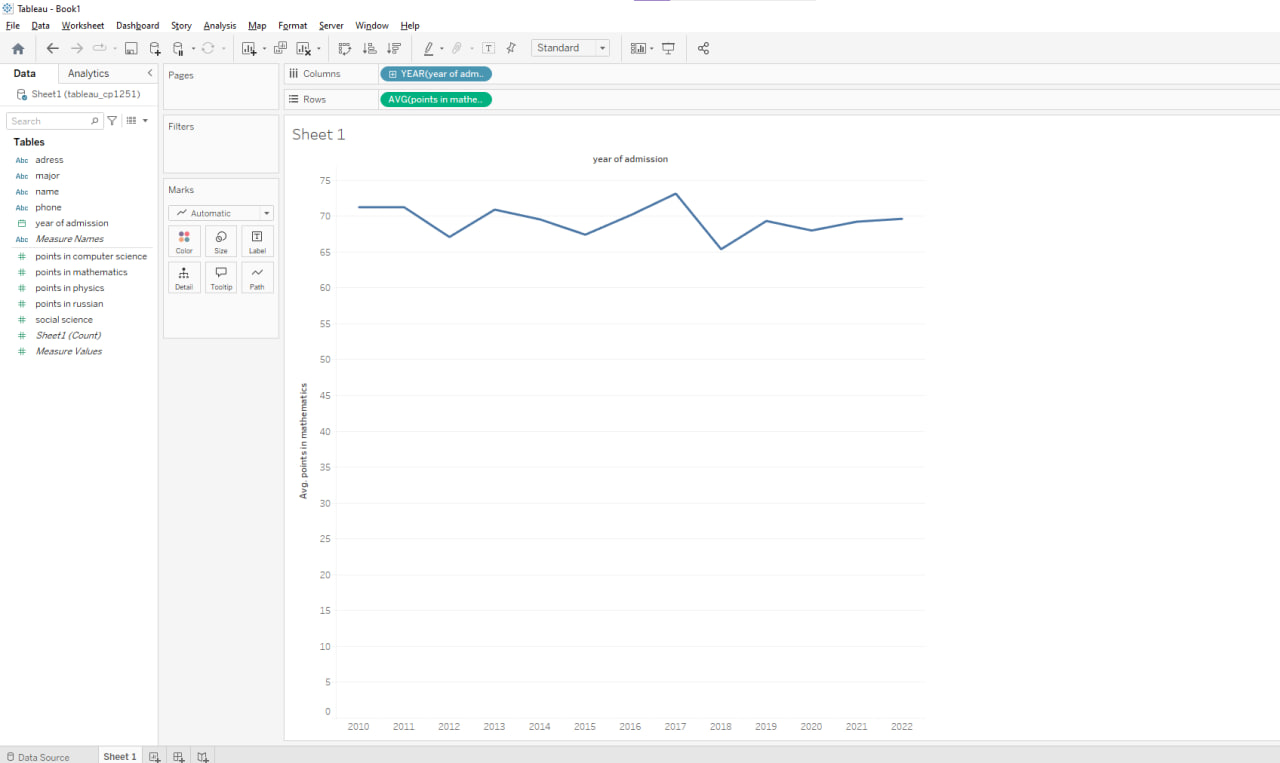 Tableau - Book1
File Data Worksheet Dashboard Story Analysis Map Format Server Window Help
Standard
Data Analytics
Sheet1 (tableau_cp1251)
Search
Tables
Abc adress
Abc major
Abc name
Abc phone
year of admission
Abc Measure Names
# points in computer science
# points in mathematics
# points in physics
# points in russian
# social science
# Sheet1 (Count)
# Measure Values
Pages
Filters
Marks
Automatic
Color Size Label
Detail Tooltip Path
Columns YEAR(year of adm..
Rows AVG(points in mathe..
Sheet 1
year of admission
Avg. points in mathematics
75
70
65
60
55
50
45
40
35
30
25
20
15
10
5
0
2010 2011 2012 2013 2014 2015 2016 2017 2018 2019 2020 2021 2022
Data Source Sheet 1